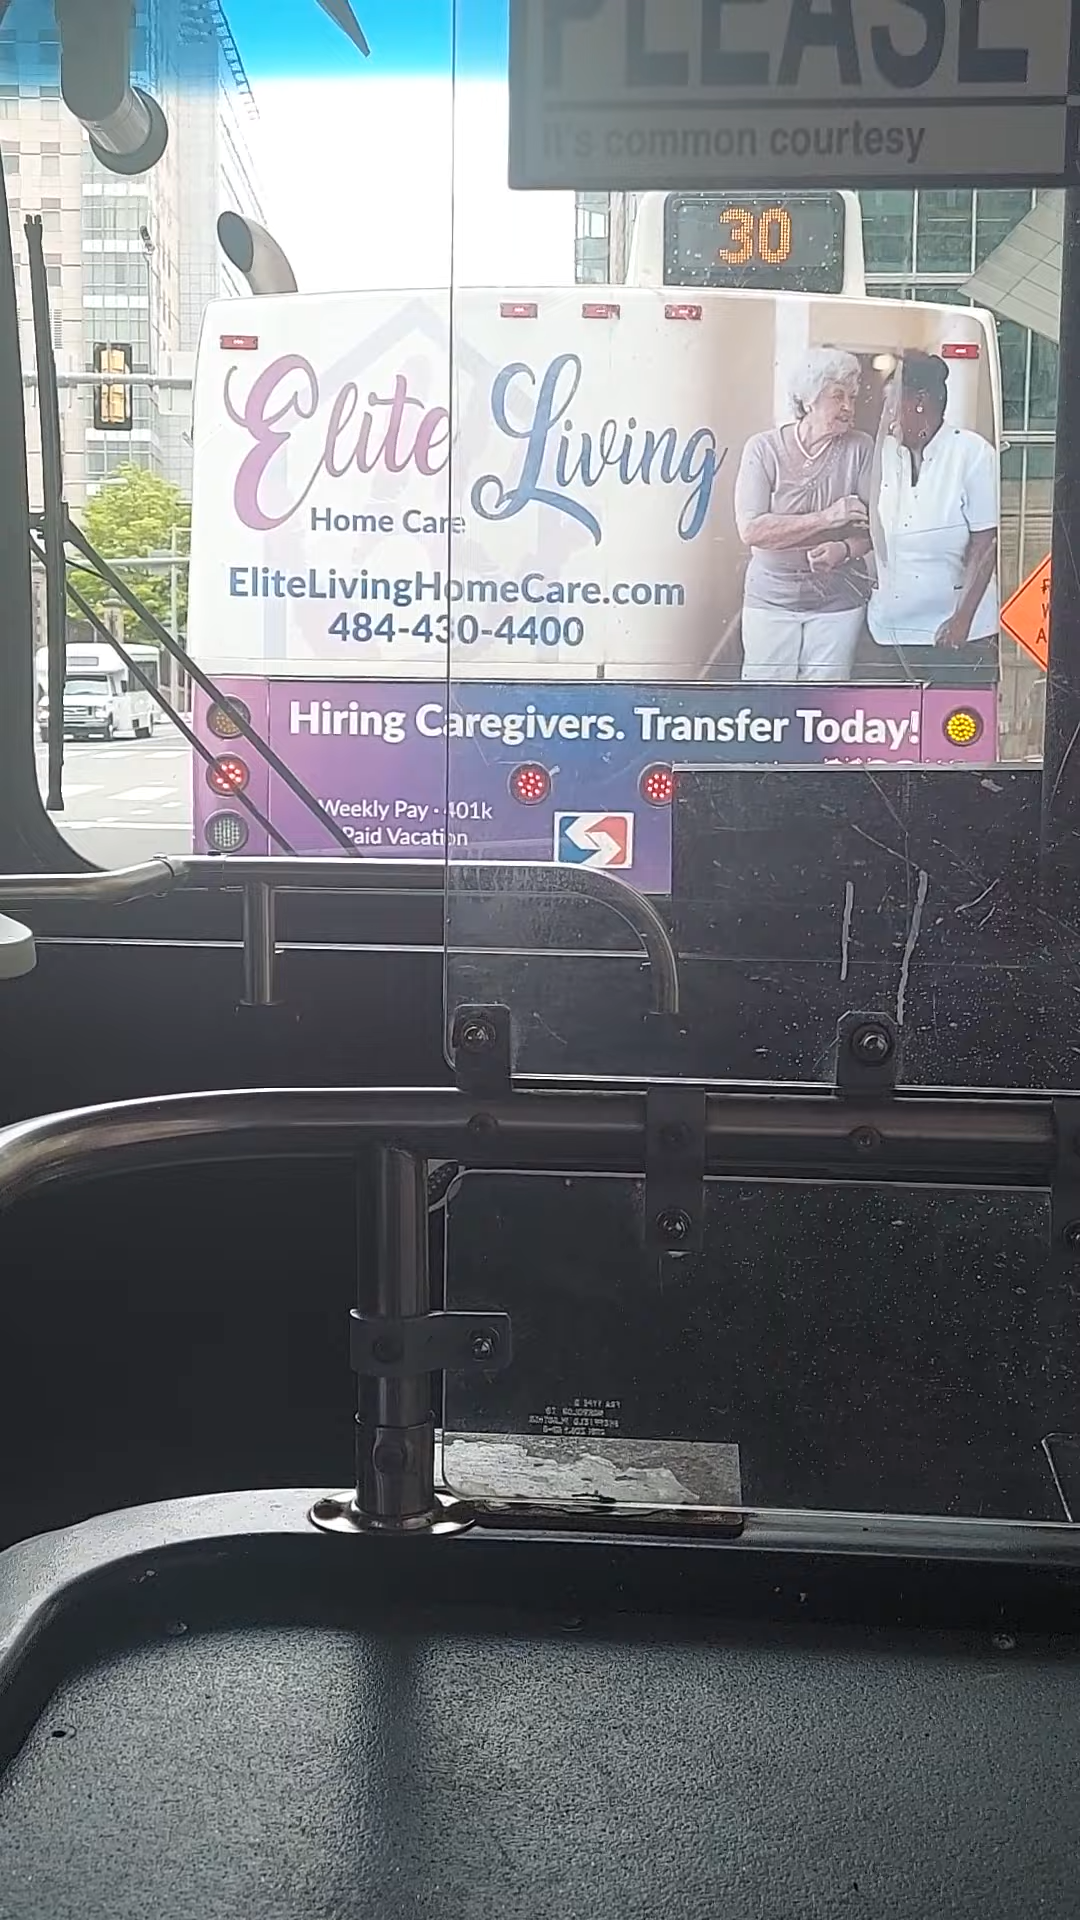 PLEASE
It's common courtesy
30
Elite Living
Home Care
EliteLivingHomeCare.com
484-430-4400
Hiring Caregivers. Transfer Today!
Weekly Pay · 401k
Paid Vacation